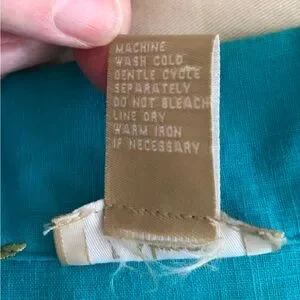 MACHINE
WASH COLD
GENTLE CYCLE
SEPARATELY
DO NOT BLEACH
LINE DRY
WARM IRON
IF NECESSARY